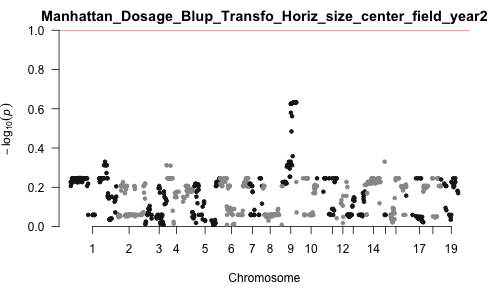 Manhattan_Dosage_Blup_Transfo_Horiz_size_center_field_year2
1.0
0.8
0.6
0.4
0.2
0.0
− log10(p)
1 2 3 4 5 6 7 8 9 10 12 14 17 19
Chromosome